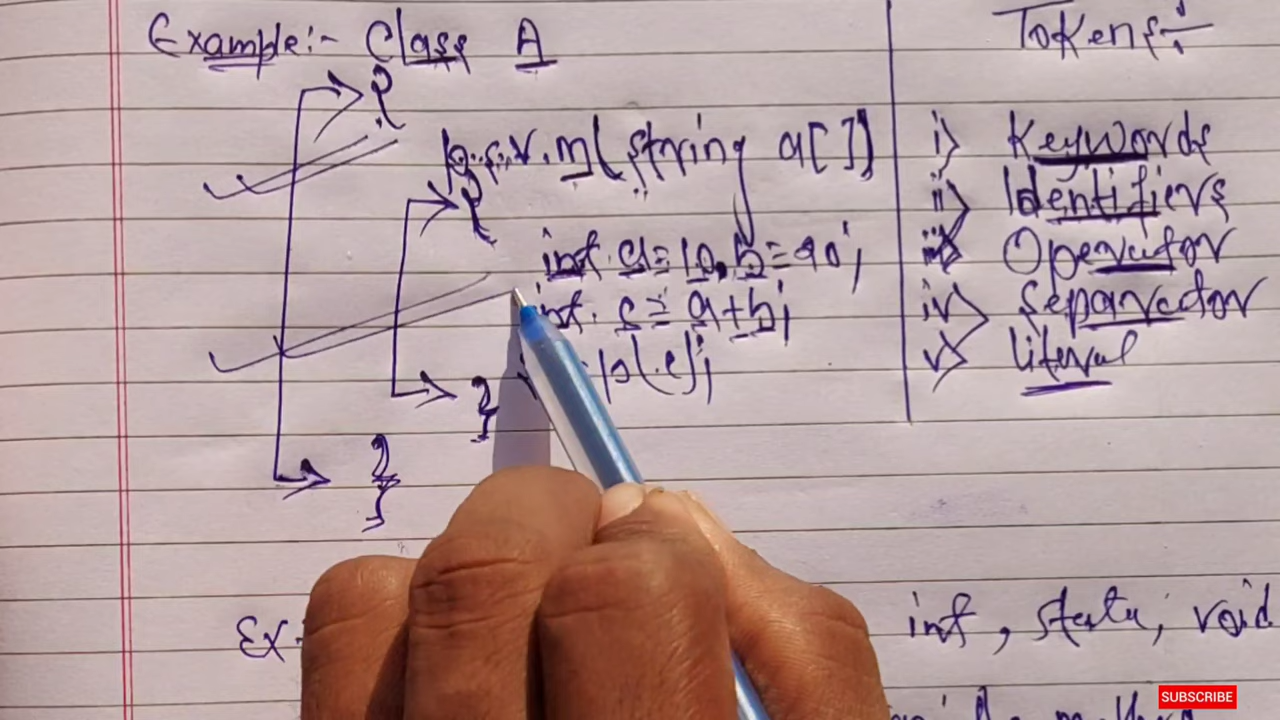 Example:- Class A
{
p.s.v.m( string a[])
{
int a=10, b=20;
int c = a+b;
p(c);
}
}
Tokens:
i> Keywords
ii> Identifiers
Operator
iv> Separator
v> literal
Ex-
int, static, void
SUBSCRIBE